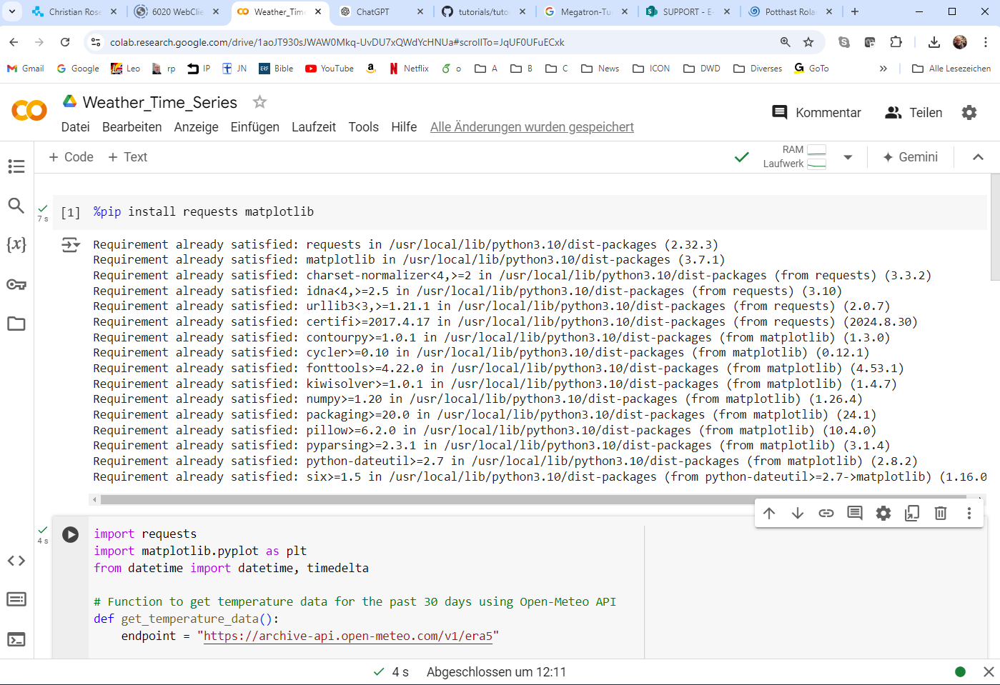 Christian Rose
6020 WebClie
Weather_Time
ChatGPT
tutorials/tuto
Megatron-Tu
SUPPORT - E-
Potthast Rola
colab.research.google.com/drive/1aoJT930sJWAW0Mkq-UvDU7xQWdYcHNUa#scrollTo=JqUF0UFuECxk
Gmail Google Leo rp IP JN Bible YouTube Netflix o A B C News ICON DWD Diverses GoTo » Alle Lesezeichen
Weather_Time_Series
Kommentar Teilen
Datei Bearbeiten Anzeige Einfügen Laufzeit Tools Hilfe Alle Änderungen wurden gespeichert
+ Code + Text
RAM
Laufwerk
Gemini
[1] %pip install requests matplotlib
7 s
Requirement already satisfied: requests in /usr/local/lib/python3.10/dist-packages (2.32.3)
Requirement already satisfied: matplotlib in /usr/local/lib/python3.10/dist-packages (3.7.1)
Requirement already satisfied: charset-normalizer<4,>=2 in /usr/local/lib/python3.10/dist-packages (from requests) (3.3.2)
Requirement already satisfied: idna<4,>=2.5 in /usr/local/lib/python3.10/dist-packages (from requests) (3.10)
Requirement already satisfied: urllib3<3,>=1.21.1 in /usr/local/lib/python3.10/dist-packages (from requests) (2.0.7)
Requirement already satisfied: certifi>=2017.4.17 in /usr/local/lib/python3.10/dist-packages (from requests) (2024.8.30)
Requirement already satisfied: contourpy>=1.0.1 in /usr/local/lib/python3.10/dist-packages (from matplotlib) (1.3.0)
Requirement already satisfied: cycler>=0.10 in /usr/local/lib/python3.10/dist-packages (from matplotlib) (0.12.1)
Requirement already satisfied: fonttools>=4.22.0 in /usr/local/lib/python3.10/dist-packages (from matplotlib) (4.53.1)
Requirement already satisfied: kiwisolver>=1.0.1 in /usr/local/lib/python3.10/dist-packages (from matplotlib) (1.4.7)
Requirement already satisfied: numpy>=1.20 in /usr/local/lib/python3.10/dist-packages (from matplotlib) (1.26.4)
Requirement already satisfied: packaging>=20.0 in /usr/local/lib/python3.10/dist-packages (from matplotlib) (24.1)
Requirement already satisfied: pillow>=6.2.0 in /usr/local/lib/python3.10/dist-packages (from matplotlib) (10.4.0)
Requirement already satisfied: pyparsing>=2.3.1 in /usr/local/lib/python3.10/dist-packages (from matplotlib) (3.1.4)
Requirement already satisfied: python-dateutil>=2.7 in /usr/local/lib/python3.10/dist-packages (from matplotlib) (2.8.2)
Requirement already satisfied: six>=1.5 in /usr/local/lib/python3.10/dist-packages (from python-dateutil>=2.7->matplotlib) (1.16.0
4 s
import requests
import matplotlib.pyplot as plt
from datetime import datetime, timedelta
# Function to get temperature data for the past 30 days using Open-Meteo API
def get_temperature_data():
endpoint = "https://archive-api.open-meteo.com/v1/era5"
4 s Abgeschlossen um 12:11